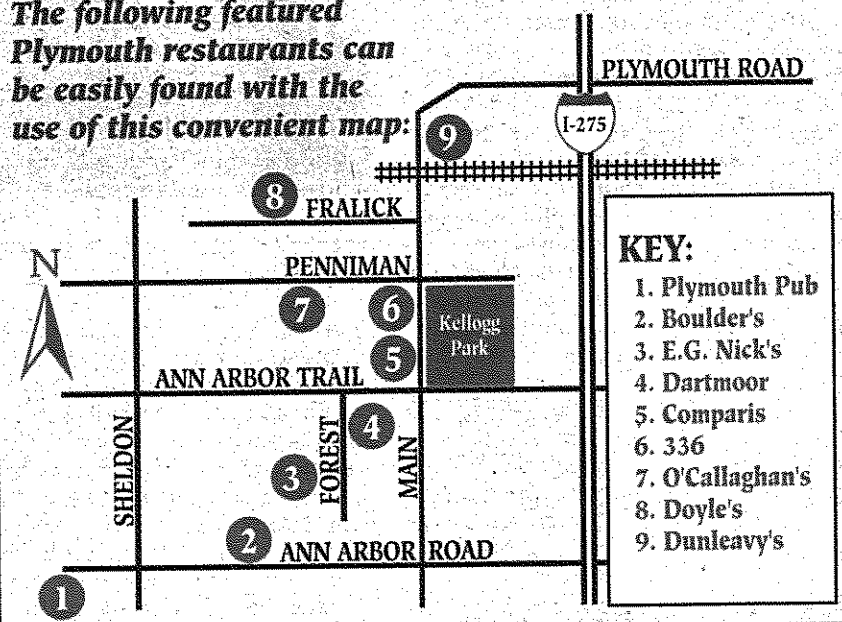 The following featured
Plymouth restaurants can
be easily found with the
use of this convenient map:
PLYMOUTH ROAD
I-275
9
8
FRALICK
N
PENNIMAN
7
6
Kellogg
Park
5
ANN ARBOR TRAIL
SHELDON
FOREST
MAIN
4
3
2
ANN ARBOR ROAD
1
KEY:
1. Plymouth Pub
2. Boulder's
3. E.G. Nick's
4. Dartmoor
5. Comparis
6. 336
7. O'Callaghan's
8. Doyle's
9. Dunleavy's